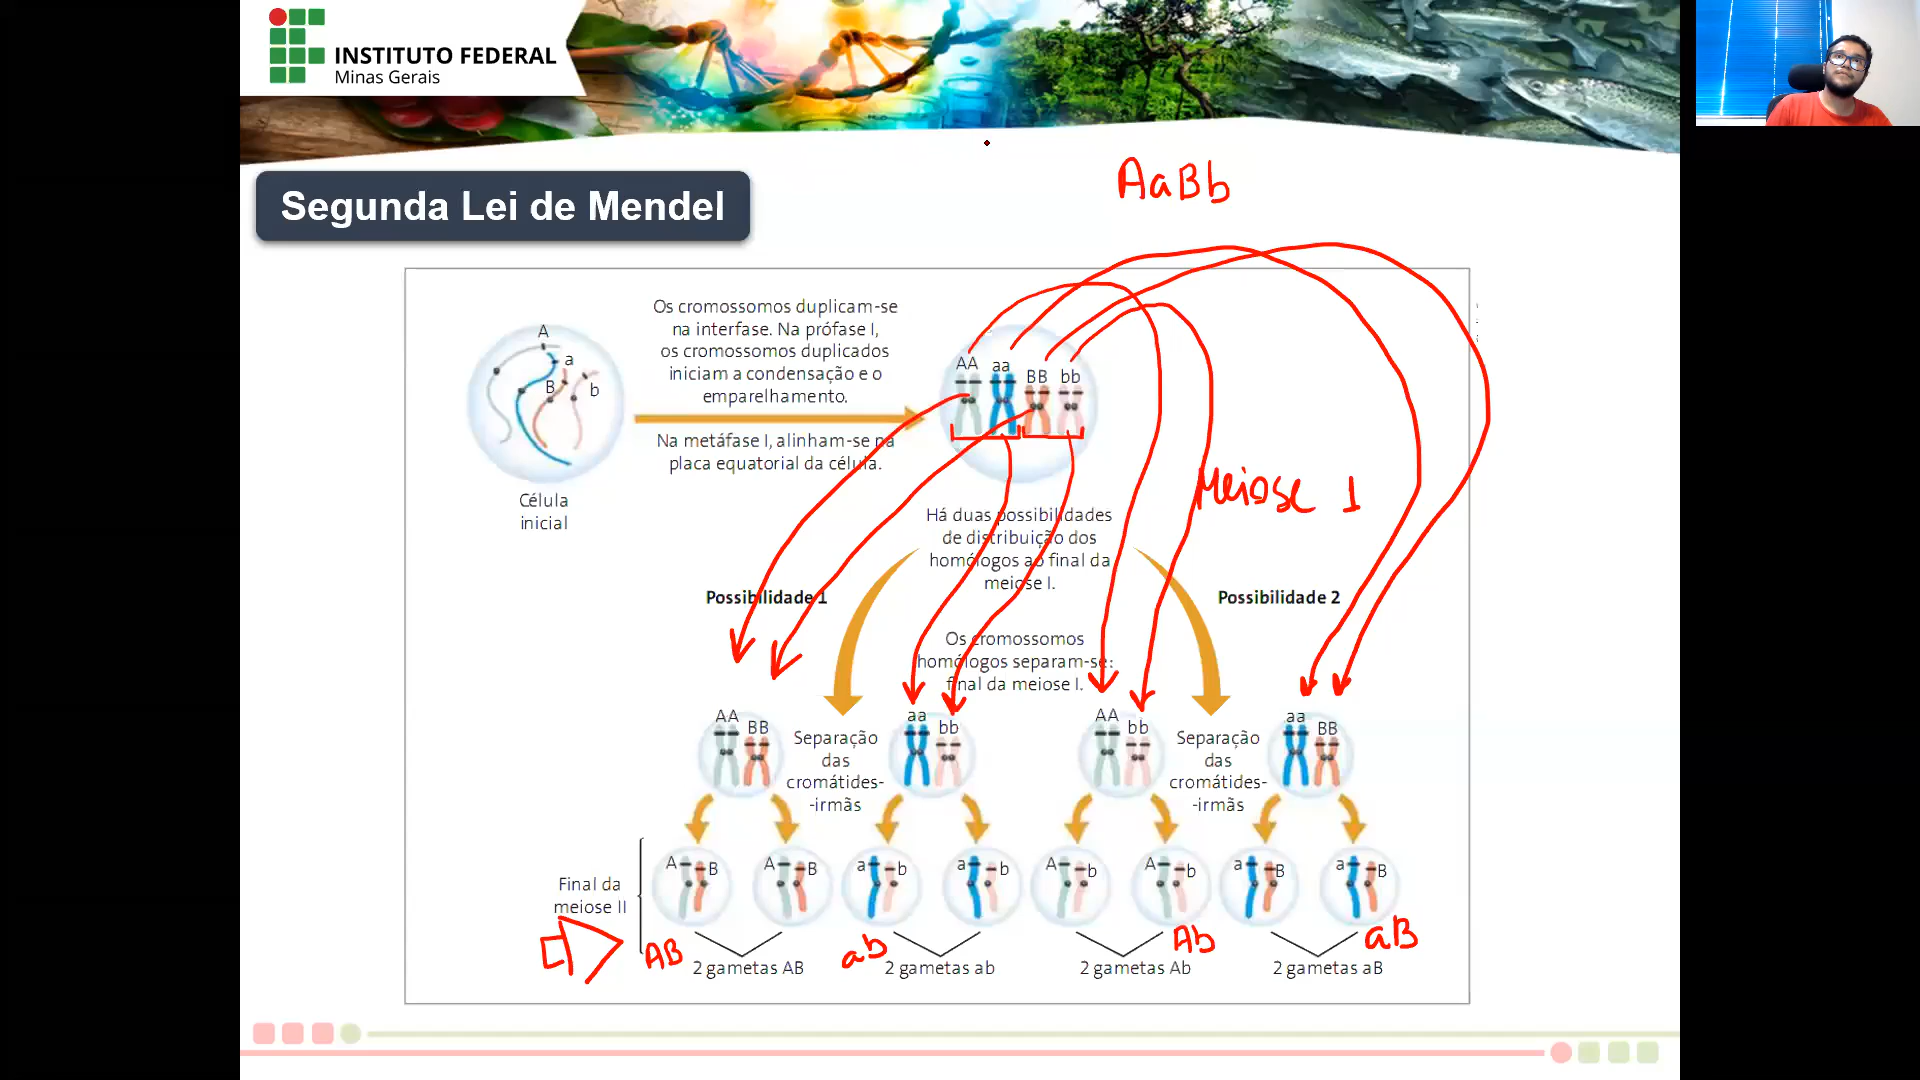 INSTITUTO FEDERAL
Minas Gerais
AaBb
Segunda Lei de Mendel
Os cromossomos duplicam-se
na interfase. Na prófase I,
os cromossomos duplicados
iniciam a condensação e o
emparelhamento.
Na metáfase I, alinham-se na
placa equatorial da célula.
A
a
B
b
Célula
inicial
AA aa BB bb
Meiose 1
Há duas possibilidades
de distribuição dos
homólogos ao final da
meiose I.
Possibilidade 1
Possibilidade 2
Os cromossomos
homólogos separam-se:
final da meiose I.
AA BB
Separação
das
cromátides-
-irmãs
aa bb
AA bb
Separação
das
cromátides-
-irmãs
aa BB
Final da
meiose II
A B
A B
a b
a b
A b
A b
a B
a B
AB
2 gametas AB
ab
2 gametas ab
Ab
2 gametas Ab
aB
2 gametas aB